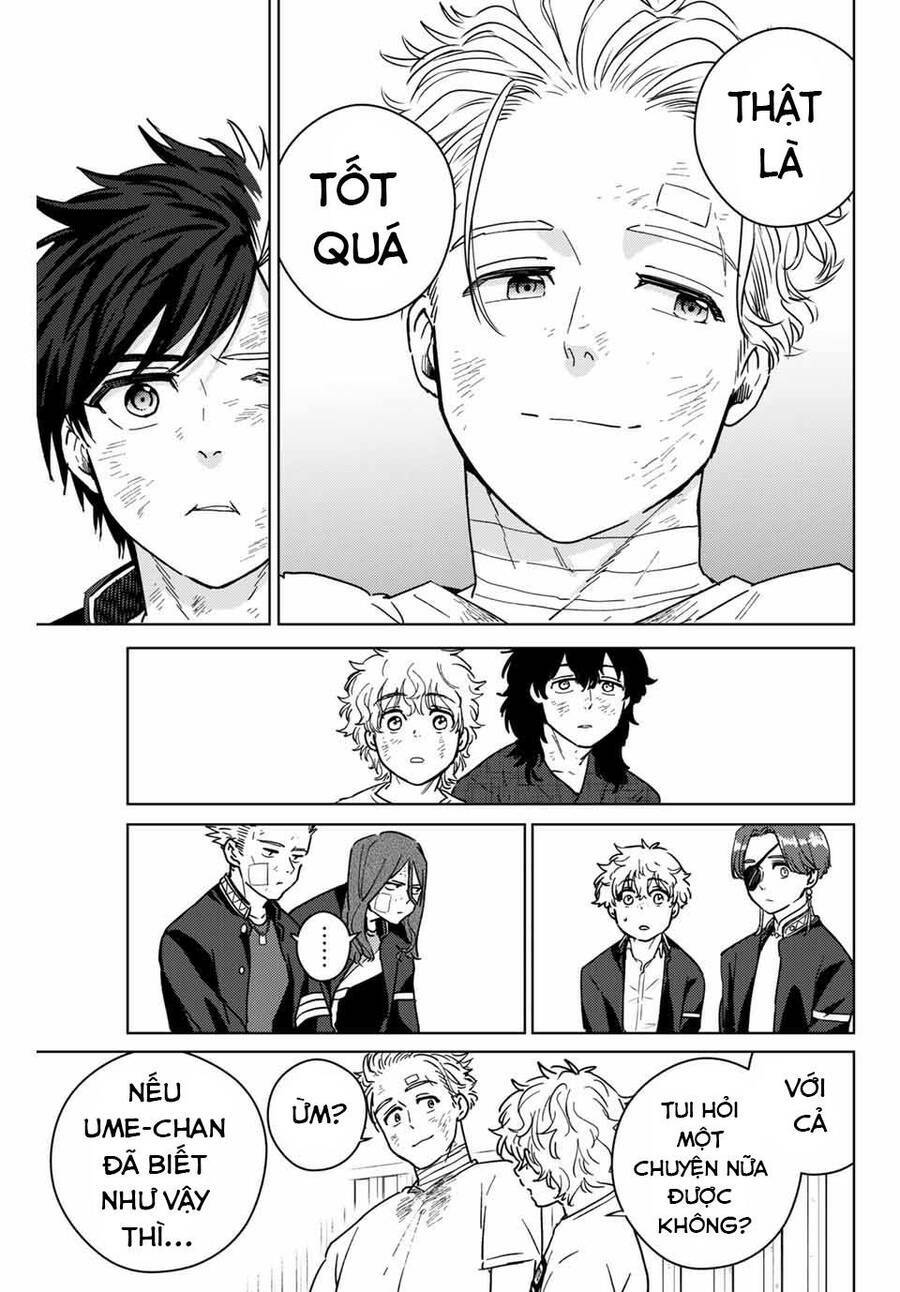 THẬT
LÀ
TỐT
QUÁ
……
VỚI
CẢ
TUI HỎI
MỘT
CHUYỆN NỮA
ĐƯỢC
KHÔNG?
ỪM?
NẾU
UME-CHAN
ĐÃ BIẾT
NHƯ VẬY
THÌ...